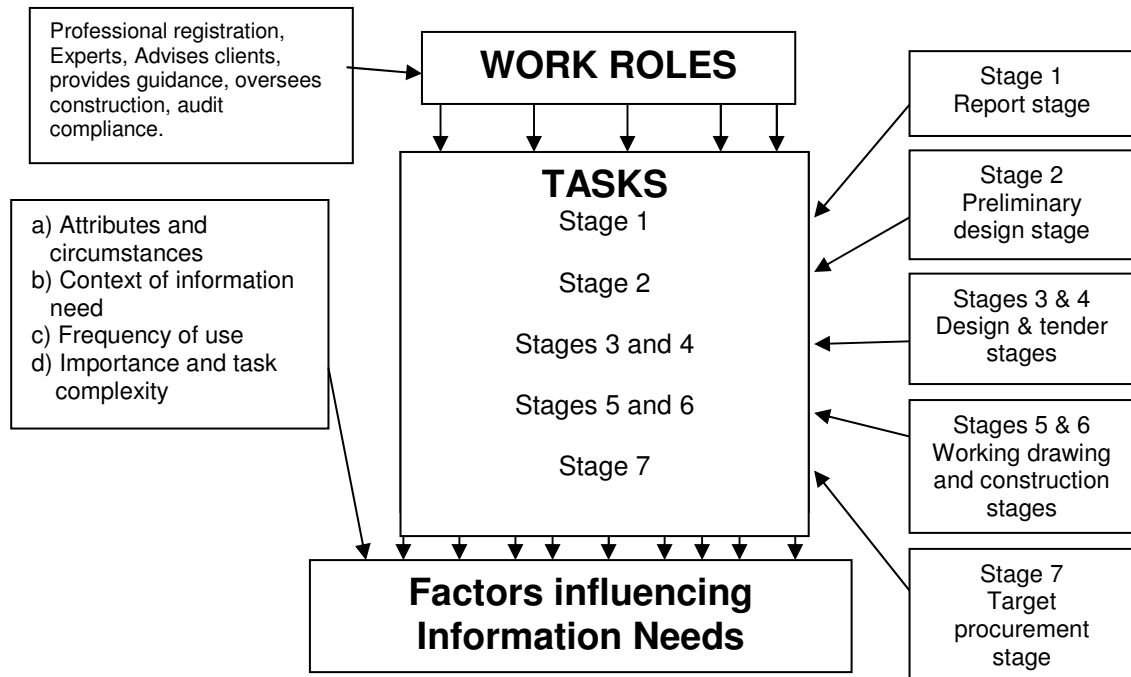 Professional registration,
Experts, Advises clients,
provides guidance, oversees
construction, audit
compliance.
WORK ROLES
Stage 1
Report stage
TASKS
Stage 1
Stage 2
Stages 3 and 4
Stages 5 and 6
Stage 7
Stage 2
Preliminary
design stage
a) Attributes and
circumstances
b) Context of information
need
c) Frequency of use
d) Importance and task
complexity
Stages 3 & 4
Design & tender
stages
Stages 5 & 6
Working drawing
and construction
stages
Stage 7
Target
procurement
stage
Factors influencing
Information Needs